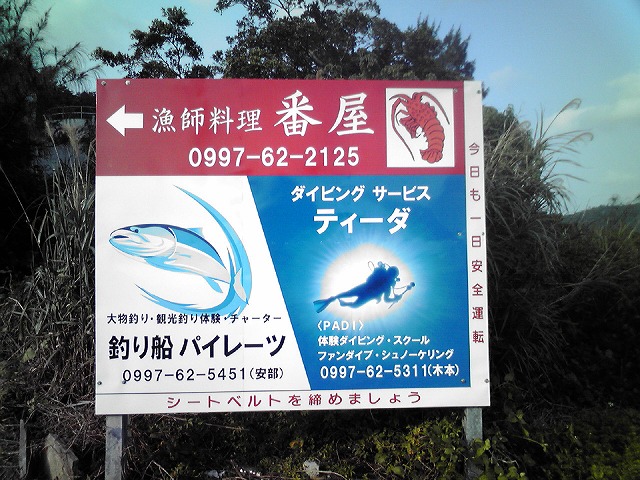 漁師料理 番屋
0997-62-2125
大物釣り・観光釣り体験・チャーター
釣り船 パイレーツ
0997-62-5451(安部)
ダイビング サービス
ティーダ
〈PADI〉
体験ダイビング・スクール
ファンダイブ・シュノーケリング
0997-62-5311(木本)
今日も一日安全運転
シートベルトを締めましょう